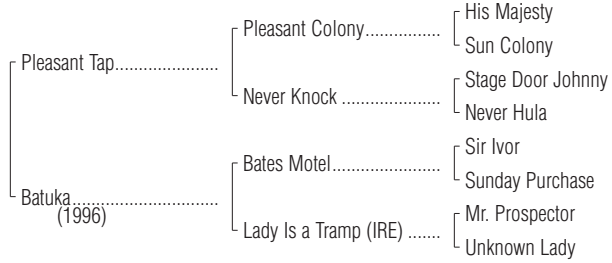 His Majesty
Pleasant Colony..................
Sun Colony
Pleasant Tap.....................
Stage Door Johnny
Never Knock ....................
Never Hula
Sir Ivor
Bates Motel......................
Sunday Purchase
Batuka.............................
(1996)
Mr. Prospector
Lady Is a Tramp (IRE) .......
Unknown Lady